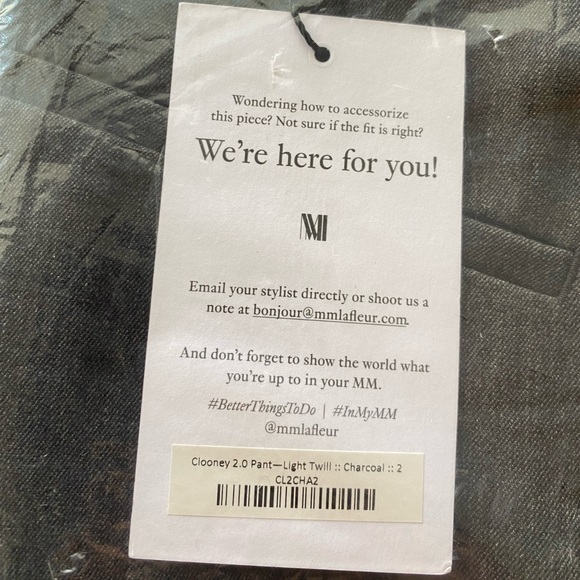 Wondering how to accessorize
this piece? Not sure if the fit is right?
We're here for you!
MM
Email your stylist directly or shoot us a
note at bonjour@mmlafleur.com.
And don't forget to show the world what
you're up to in your MM.
#BetterThingsToDo | #InMyMM
@mmlafleur
Clooney 2.0 Pant—Light Twill :: Charcoal :: 2
CL2CHA2